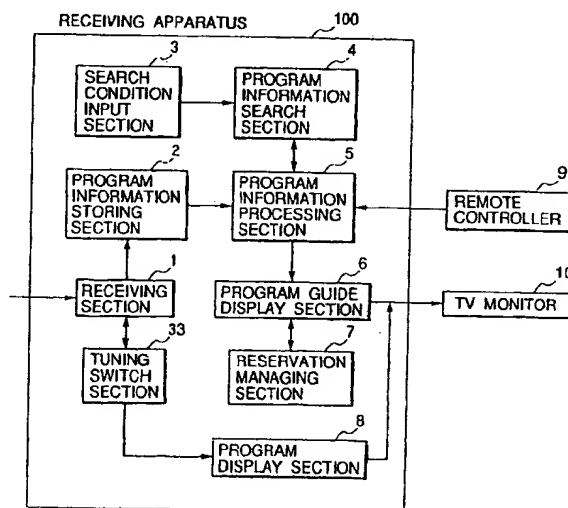 RECEIVING APPARATUS
100
3
SEARCH
CONDITION
INPUT
SECTION
4
PROGRAM
INFORMATION
SEARCH
SECTION
2
PROGRAM
INFORMATION
STORING
SECTION
5
PROGRAM
INFORMATION
PROCESSING
SECTION
9
REMOTE
CONTROLLER
1
RECEIVING
SECTION
6
PROGRAM GUIDE
DISPLAY SECTION
10
TV MONITOR
33
TUNING
SWITCH
SECTION
7
RESERVATION
MANAGING
SECTION
8
PROGRAM
DISPLAY SECTION